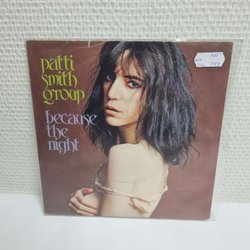 patti
smith
group
because
the
night